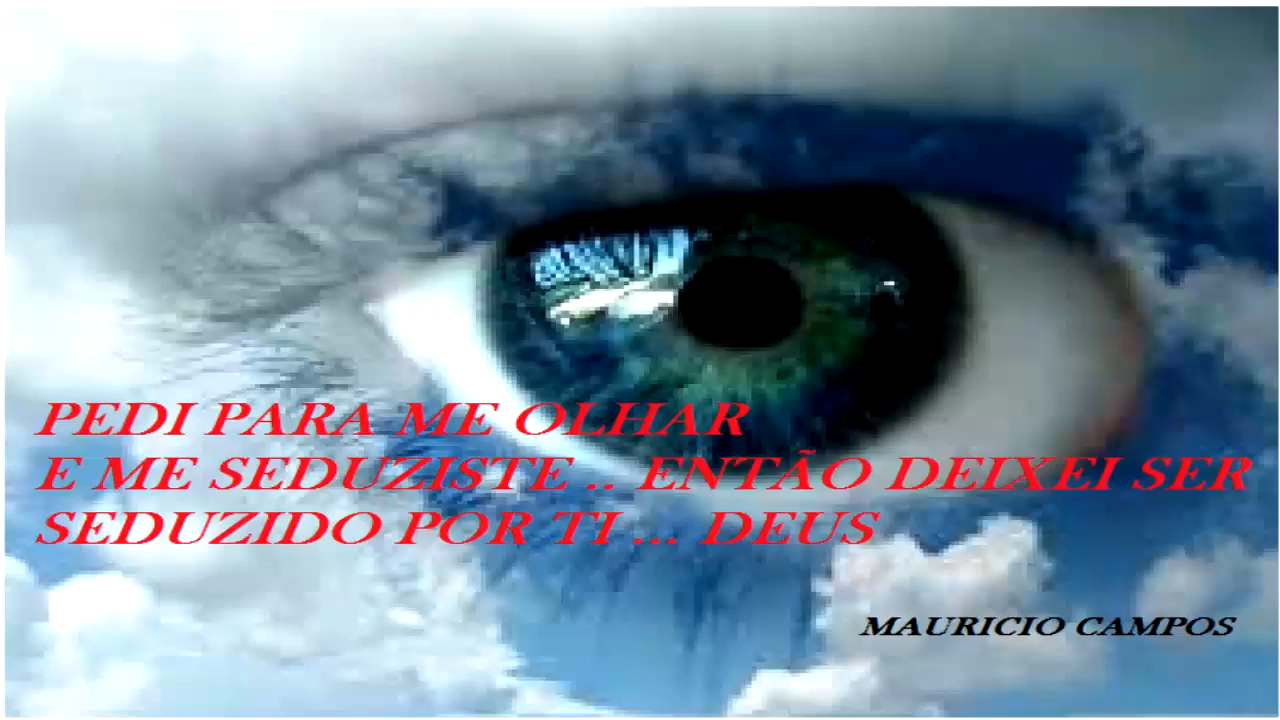 PEDI PARA ME OLHAR
E ME SEDUZISTE .. ENTÃO DEIXEI SER
SEDUZIDO POR TI ... DEUS
MAURICIO CAMPOS